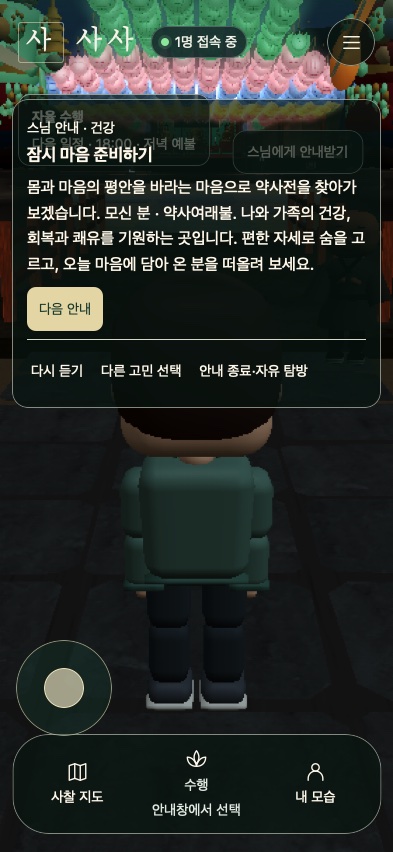 사 사사 1명 접속 중
자율 수행
다음 일정 · 18:00 · 저녁 예불
스님에게 안내받기
스님 안내 · 건강
잠시 마음 준비하기
몸과 마음의 평안을 바라는 마음으로 약사전을 찾아가
보겠습니다. 모신 분 · 약사여래불. 나와 가족의 건강,
회복과 쾌유를 기원하는 곳입니다. 편한 자세로 숨을 고
르고, 오늘 마음에 담아 온 분을 떠올려 보세요.
다음 안내
다시 듣기 다른 고민 선택 안내 종료·자유 탐방
사찰 지도 수행 내 모습
안내창에서 선택